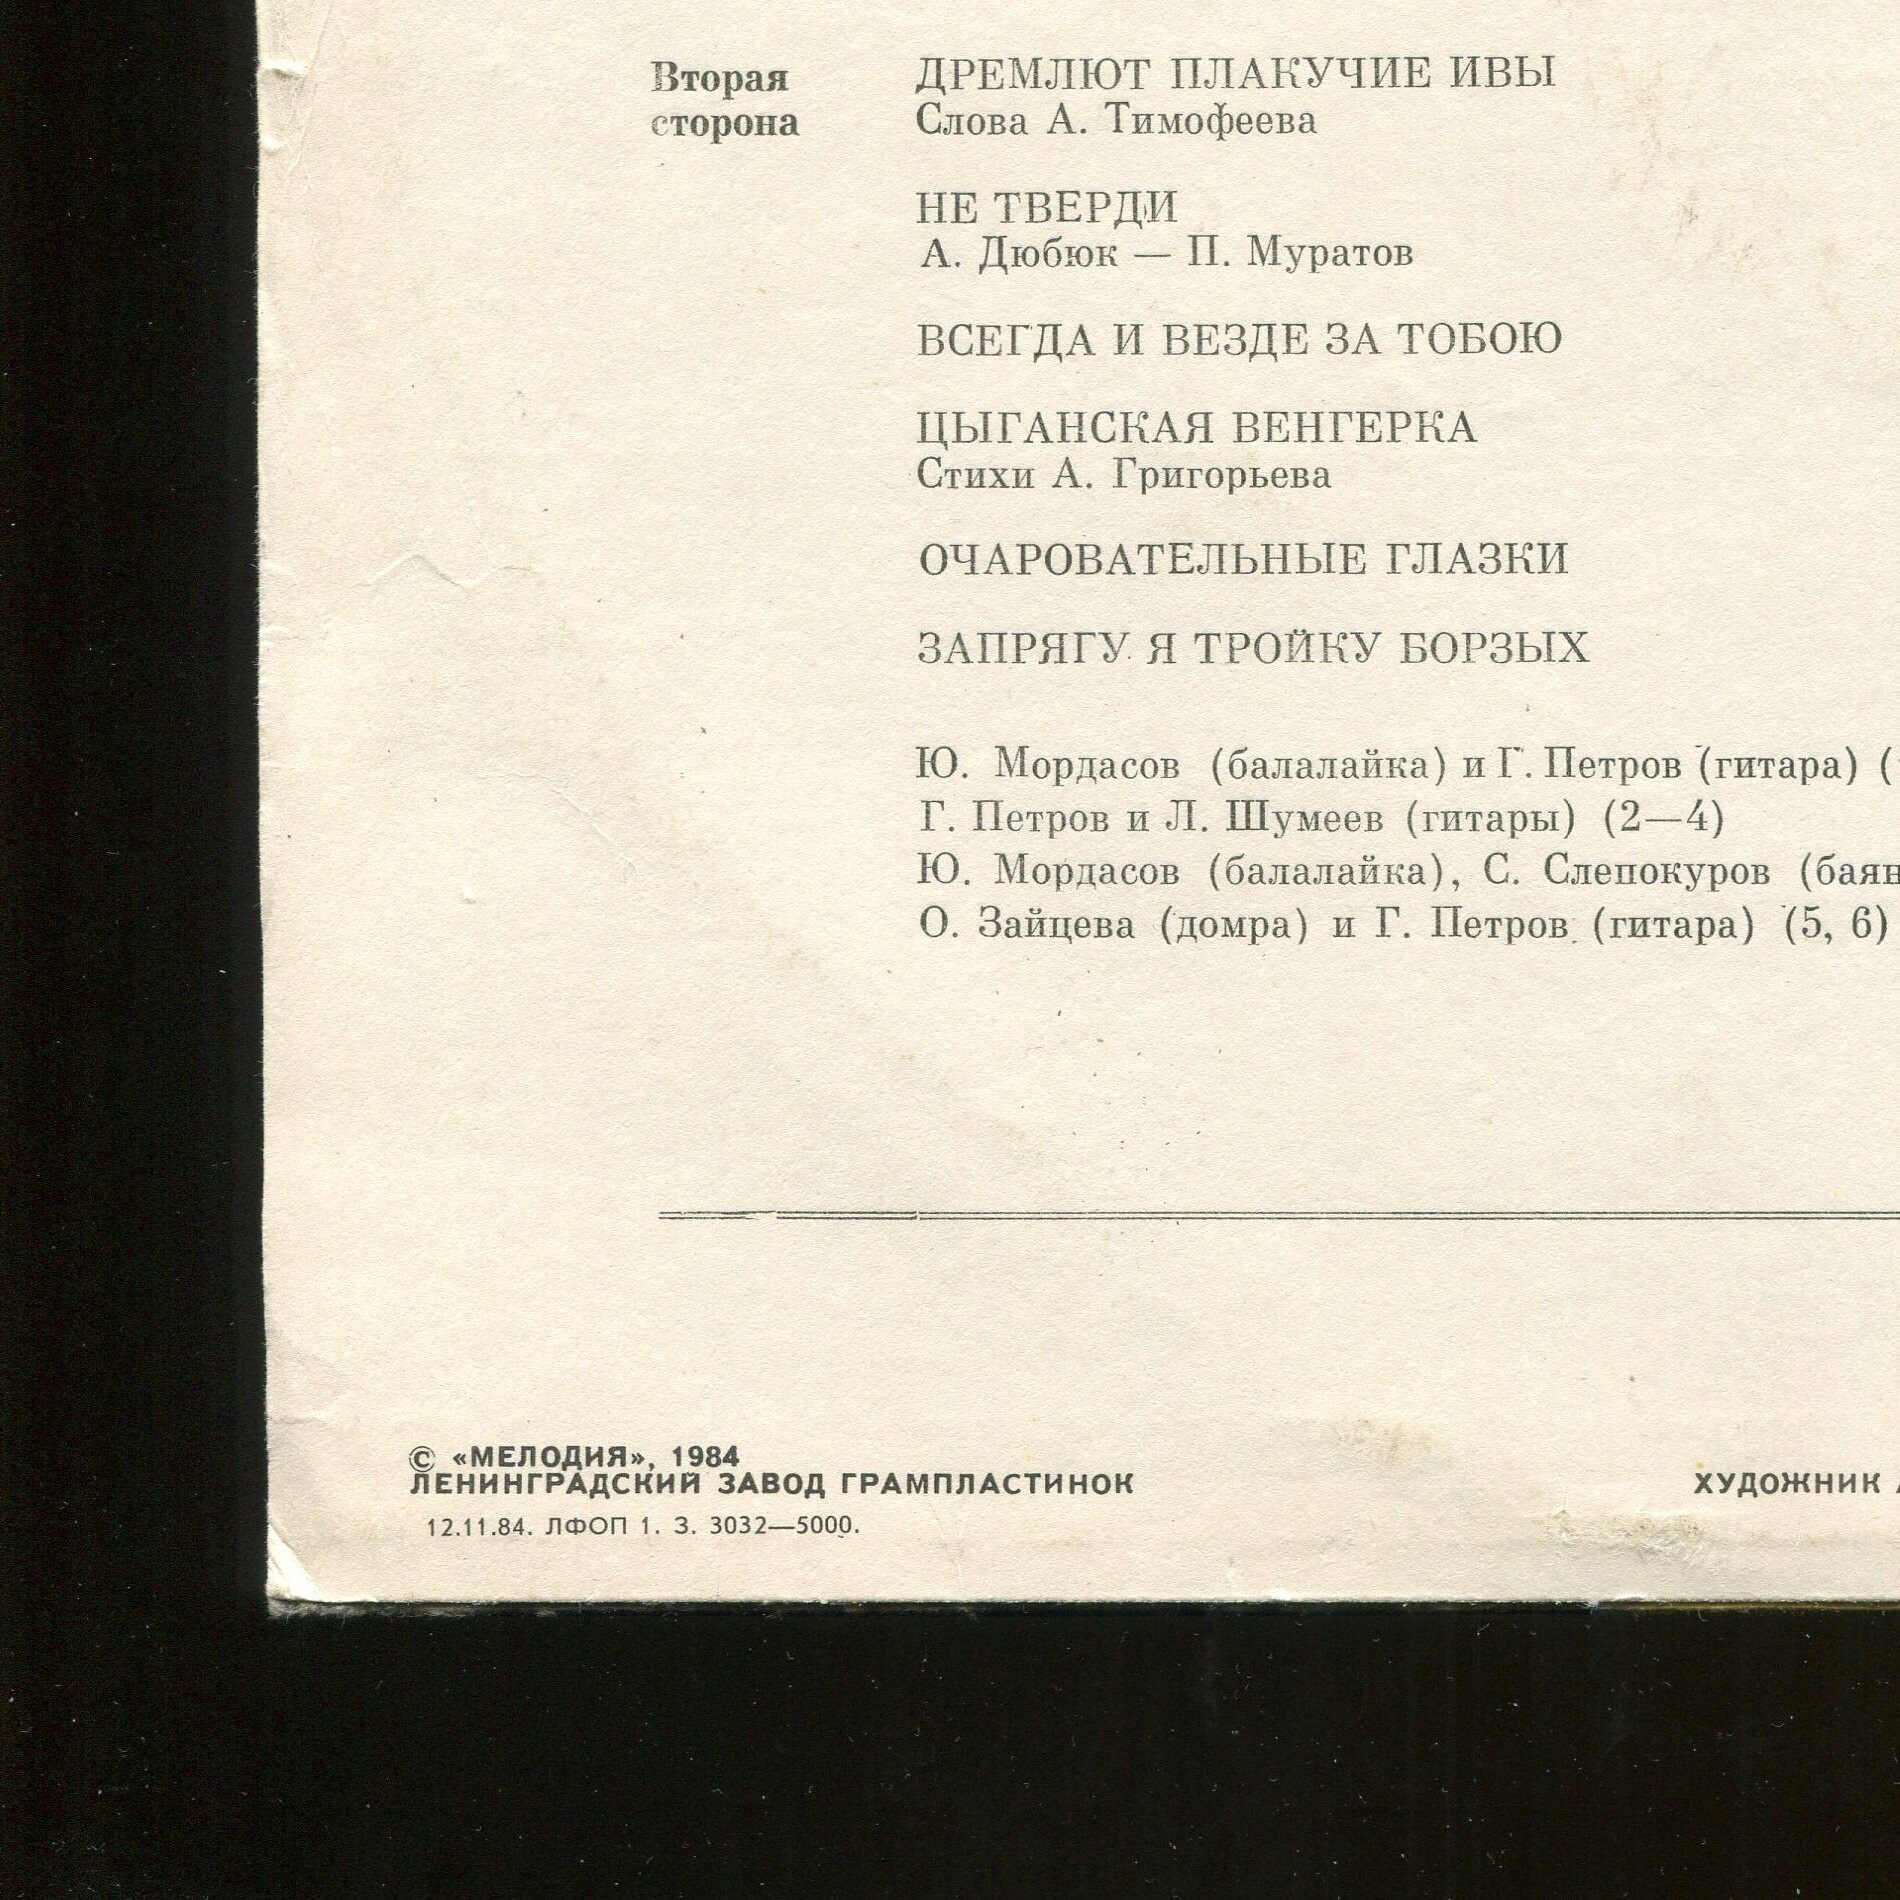 Вторая
сторона
ДРЕМЛЮТ ПЛАКУЧИЕ ИВЫ
Слова А. Тимофеева
НЕ ТВЕРДИ
А. Дюбюк — П. Муратов
ВСЕГДА И ВЕЗДЕ ЗА ТОБОЮ
ЦЫГАНСКАЯ ВЕНГЕРКА
Стихи А. Григорьева
ОЧАРОВАТЕЛЬНЫЕ ГЛАЗКИ
ЗАПРЯГУ Я ТРОЙКУ БОРЗЫХ
Ю. Мордасов (балалайка) и Г. Петров (гитара)
Г. Петров и Л. Шумеев (гитары) (2—4)
Ю. Мордасов (балалайка), С. Слепокуров (баян
О. Зайцева (домра) и Г. Петров (гитара) (5, 6)
© «МЕЛОДИЯ», 1984
ЛЕНИНГРАДСКИЙ ЗАВОД ГРАМПЛАСТИНОК
12.11.84. ЛФОП 1. З. 3032—5000.
ХУДОЖНИК